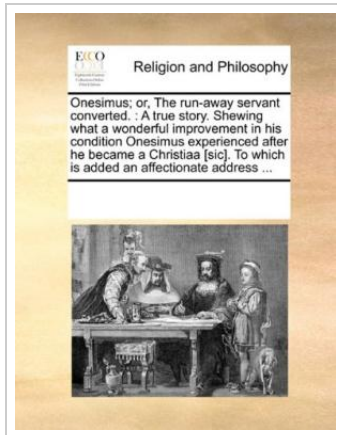 ECCO
Religion and Philosophy
Onesimus; or, The run-away servant
converted. : A true story. Shewing
what a wonderful improvement in his
condition Onesimus experienced after
he became a Christiaa [sic]. To which
is added an affectionate address ...